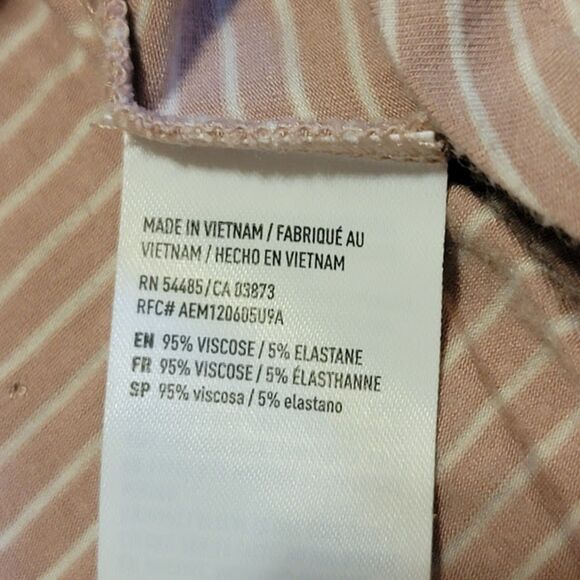 MADE IN VIETNAM / FABRIQUÉ AU
VIETNAM / HECHO EN VIETNAM
RN 54485/CA 03873
RFC# AEM120605U9A
EN 95% VISCOSE / 5% ELASTANE
FR 95% VISCOSE / 5% ÉLASTHANNE
SP 95% viscosa / 5% elastano